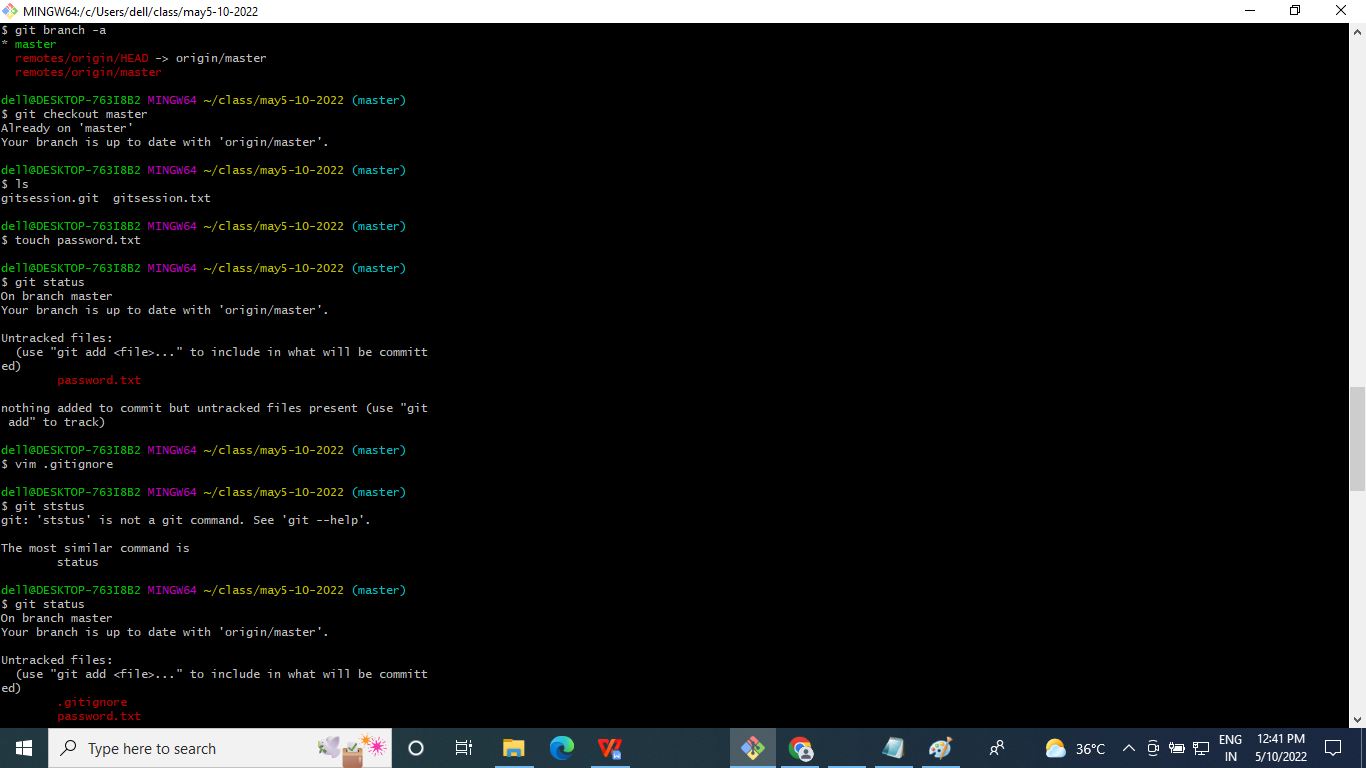 MINGW64:/c/Users/dell/class/may5-10-2022
$ git branch -a
* master
  remotes/origin/HEAD -> origin/master
  remotes/origin/master
dell@DESKTOP-763I8B2 MINGW64 ~/class/may5-10-2022 (master)
$ git checkout master
Already on 'master'
Your branch is up to date with 'origin/master'.
dell@DESKTOP-763I8B2 MINGW64 ~/class/may5-10-2022 (master)
$ ls
gitsession.git  gitsession.txt
dell@DESKTOP-763I8B2 MINGW64 ~/class/may5-10-2022 (master)
$ touch password.txt
dell@DESKTOP-763I8B2 MINGW64 ~/class/may5-10-2022 (master)
$ git status
On branch master
Your branch is up to date with 'origin/master'.
Untracked files:
  (use "git add <file>..." to include in what will be committ
ed)
        password.txt
nothing added to commit but untracked files present (use "git
 add" to track)
dell@DESKTOP-763I8B2 MINGW64 ~/class/may5-10-2022 (master)
$ vim .gitignore
dell@DESKTOP-763I8B2 MINGW64 ~/class/may5-10-2022 (master)
$ git ststus
git: 'ststus' is not a git command. See 'git --help'.
The most similar command is
        status
dell@DESKTOP-763I8B2 MINGW64 ~/class/may5-10-2022 (master)
$ git status
On branch master
Your branch is up to date with 'origin/master'.
Untracked files:
  (use "git add <file>..." to include in what will be committ
ed)
        .gitignore
        password.txt
Type here to search
36°C
ENG
IN
12:41 PM
5/10/2022